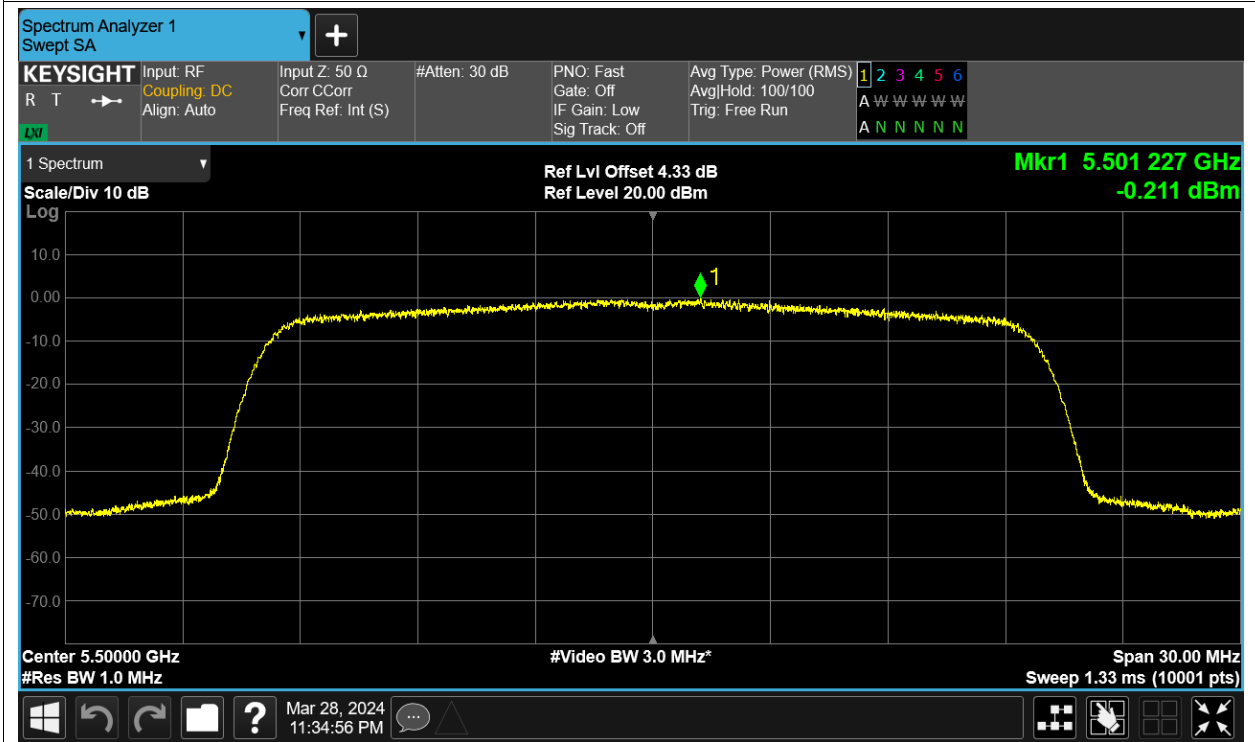 Spectrum Analyzer 1
Swept SA
KEYSIGHT
R T
LXI
Input: RF
Coupling: DC
Align: Auto
Input Z: 50 Ω
Corr CCorr
Freq Ref: Int (S)
#Atten: 30 dB
PNO: Fast
Gate: Off
IF Gain: Low
Sig Track: Off
Avg Type: Power (RMS)
Avg|Hold: 100/100
Trig: Free Run
1 2 3 4 5 6
A W W W W W
A N N N N N
1 Spectrum
Scale/Div 10 dB
Log
Ref Lvl Offset 4.33 dB
Ref Level 20.00 dBm
Mkr1 5.501 227 GHz
-0.211 dBm
10.0
0.00
-10.0
-20.0
-30.0
-40.0
-50.0
-60.0
-70.0
1
Center 5.50000 GHz
#Res BW 1.0 MHz
#Video BW 3.0 MHz*
Span 30.00 MHz
Sweep 1.33 ms (10001 pts)
?
Mar 28, 2024
11:34:56 PM